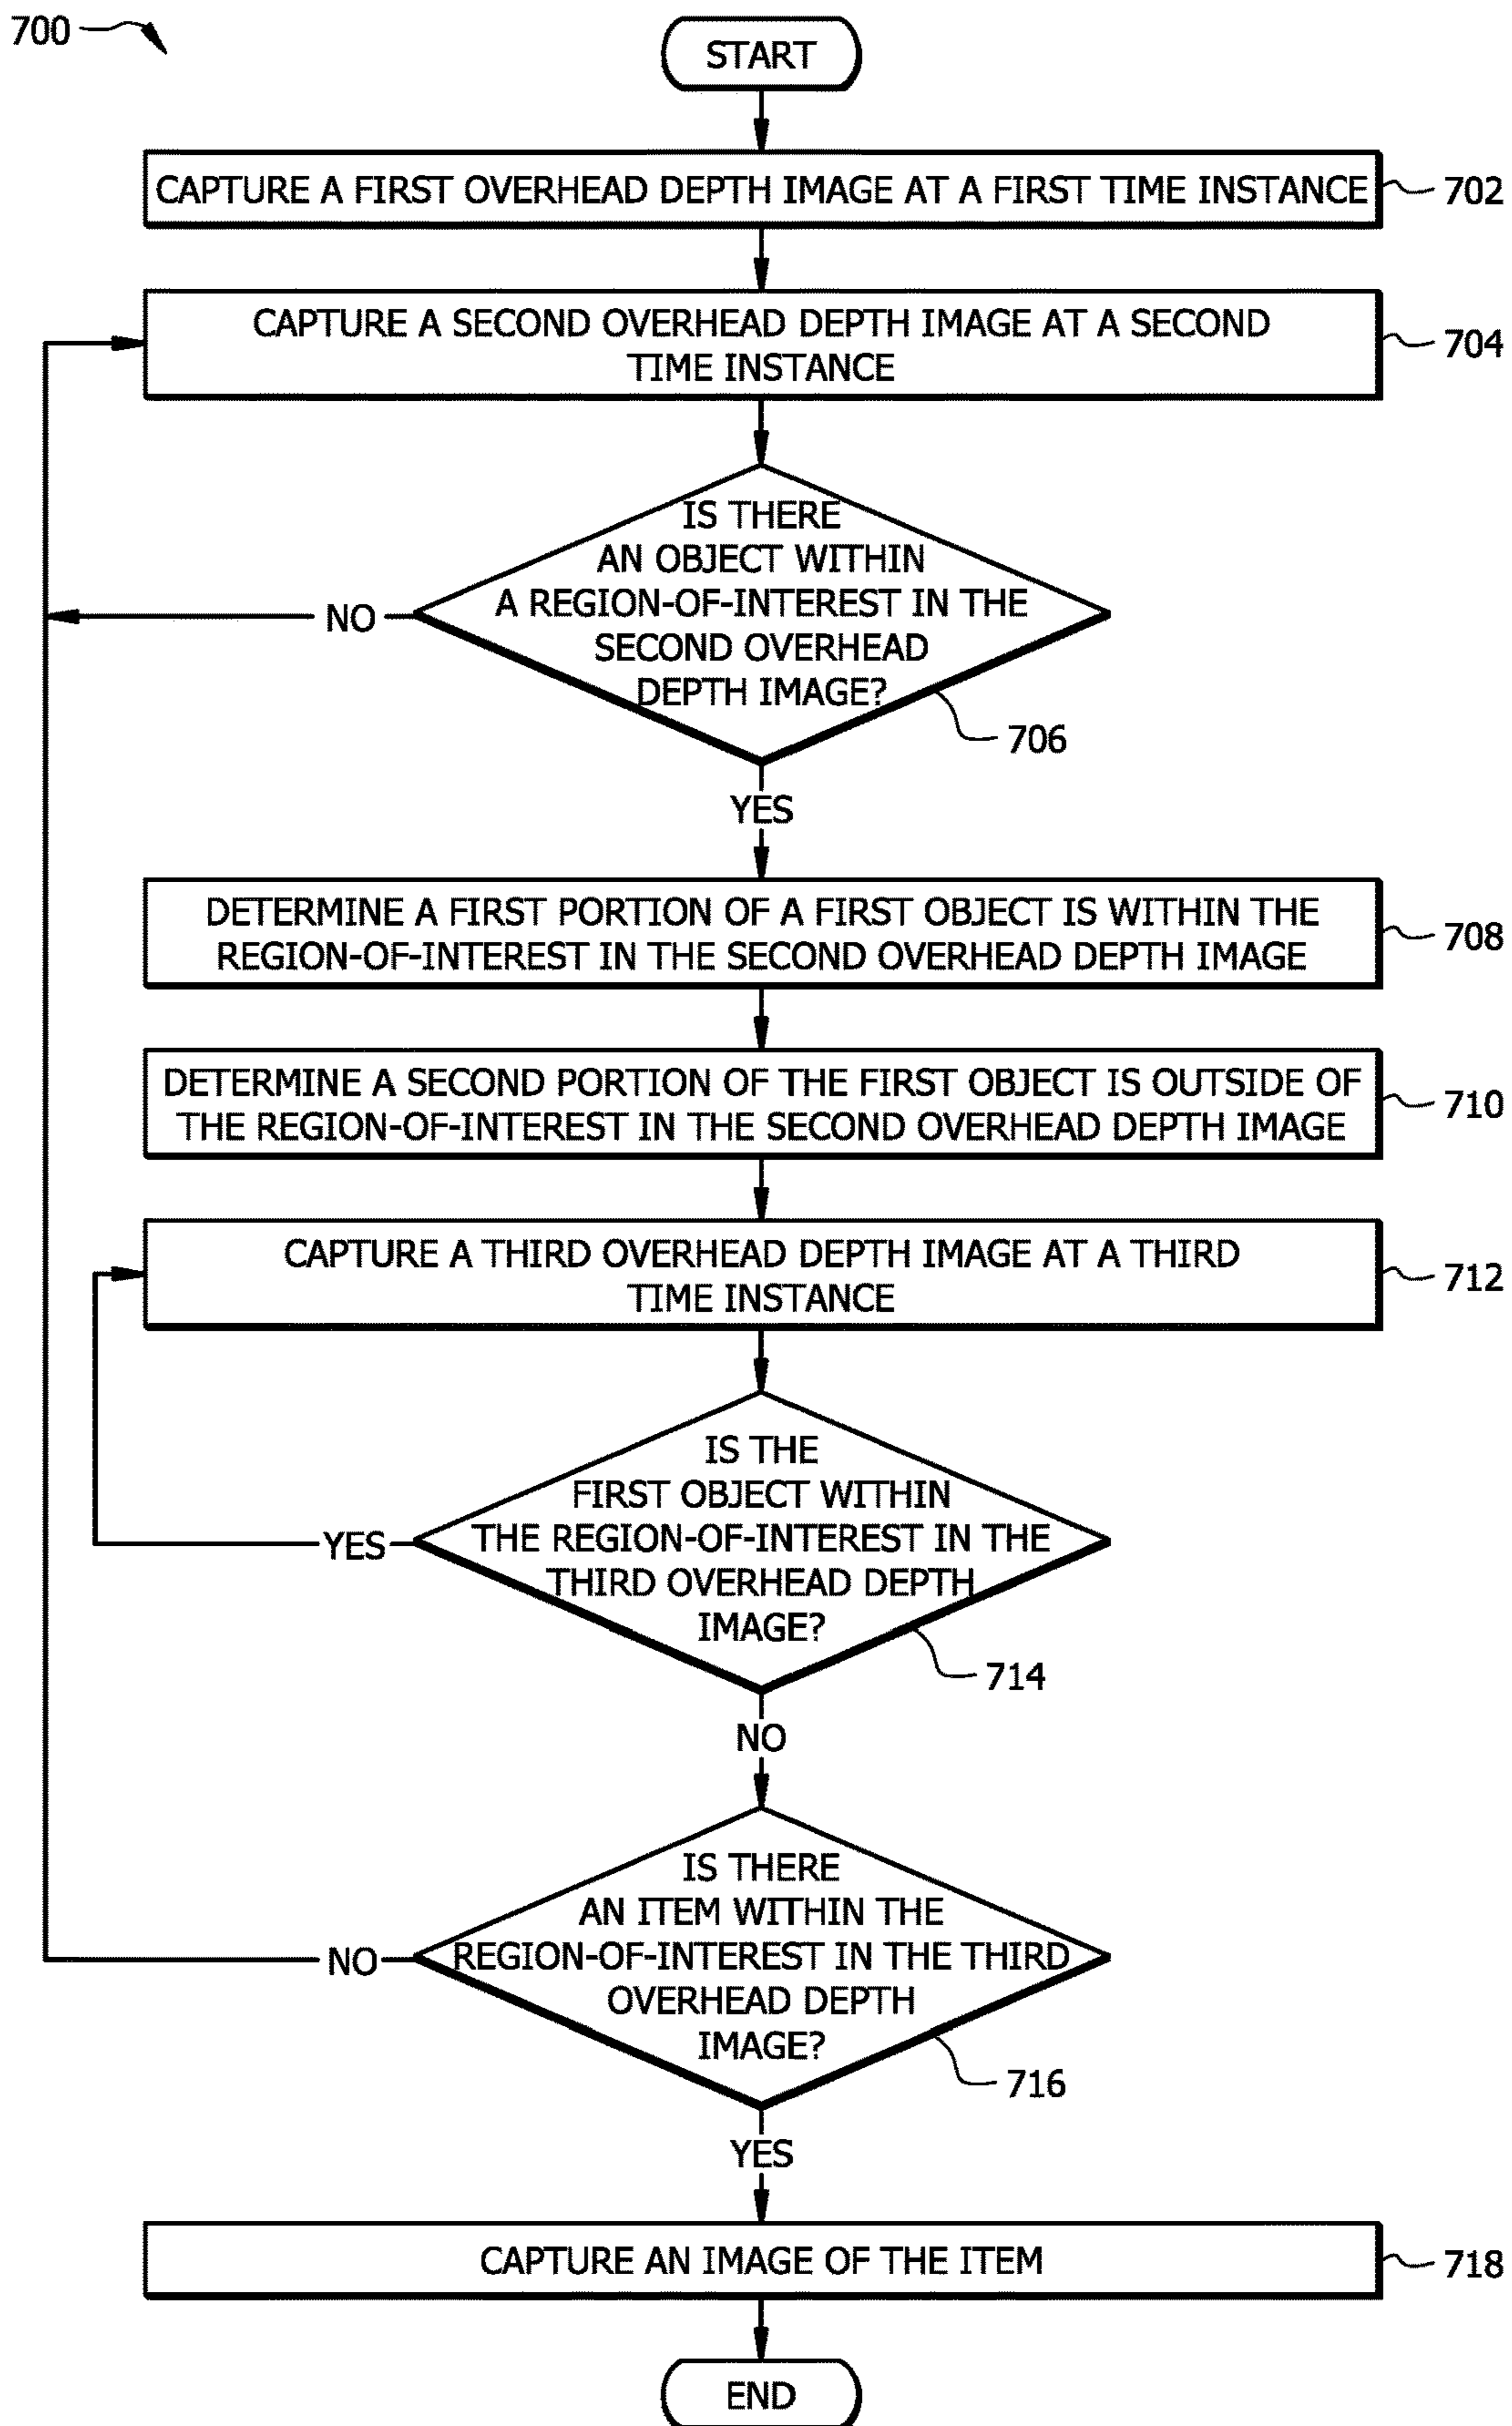 700
START
CAPTURE A FIRST OVERHEAD DEPTH IMAGE AT A FIRST TIME INSTANCE
702
CAPTURE A SECOND OVERHEAD DEPTH IMAGE AT A SECOND
TIME INSTANCE
704
IS THERE
AN OBJECT WITHIN
A REGION-OF-INTEREST IN THE
SECOND OVERHEAD
DEPTH IMAGE?
NO
706
YES
DETERMINE A FIRST PORTION OF A FIRST OBJECT IS WITHIN THE
REGION-OF-INTEREST IN THE SECOND OVERHEAD DEPTH IMAGE
708
DETERMINE A SECOND PORTION OF THE FIRST OBJECT IS OUTSIDE OF
THE REGION-OF-INTEREST IN THE SECOND OVERHEAD DEPTH IMAGE
710
CAPTURE A THIRD OVERHEAD DEPTH IMAGE AT A THIRD
TIME INSTANCE
712
IS THE
FIRST OBJECT WITHIN
THE REGION-OF-INTEREST IN THE
THIRD OVERHEAD DEPTH
IMAGE?
YES
714
NO
IS THERE
AN ITEM WITHIN THE
REGION-OF-INTEREST IN THE THIRD
OVERHEAD DEPTH
IMAGE?
NO
716
YES
CAPTURE AN IMAGE OF THE ITEM
718
END